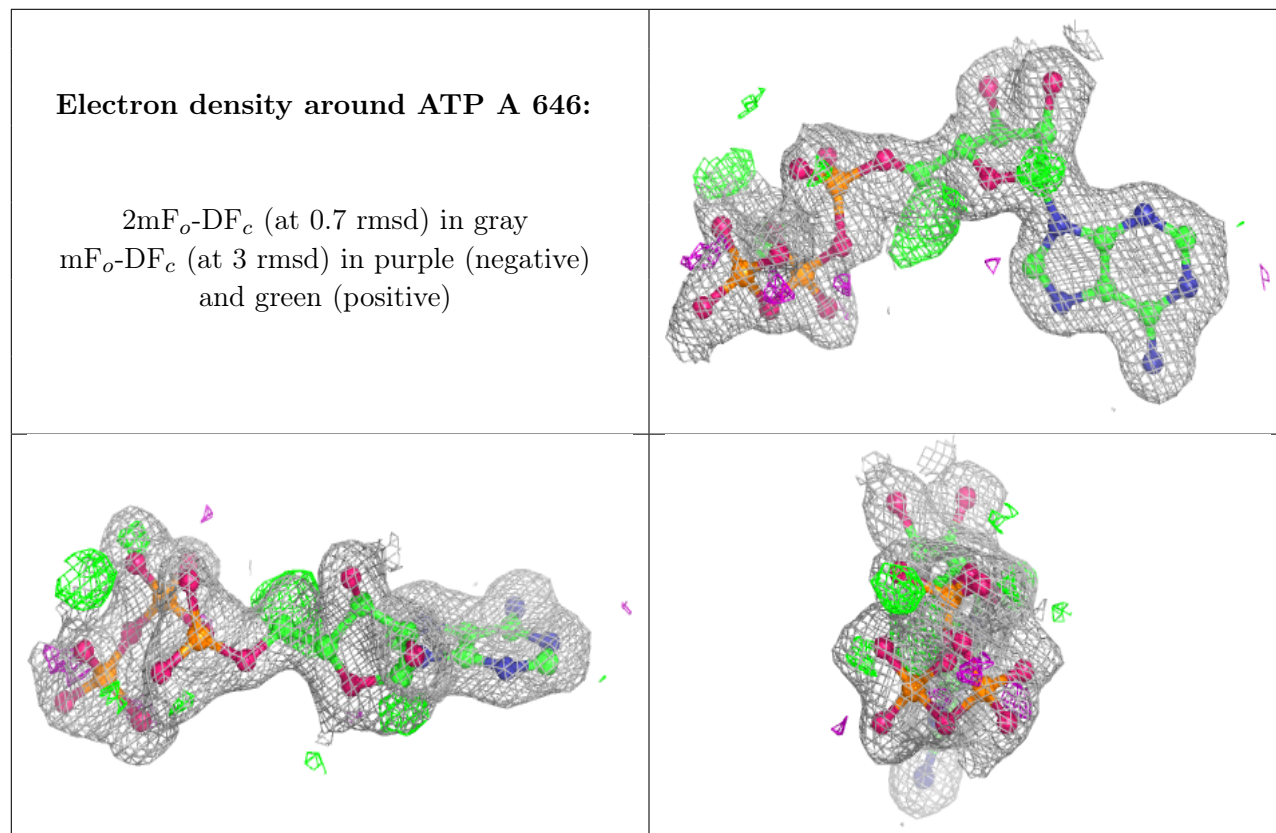 Electron density around ATP A 646:
2mFo-DFc (at 0.7 rmsd) in gray
mFo-DFc (at 3 rmsd) in purple (negative)
and green (positive)